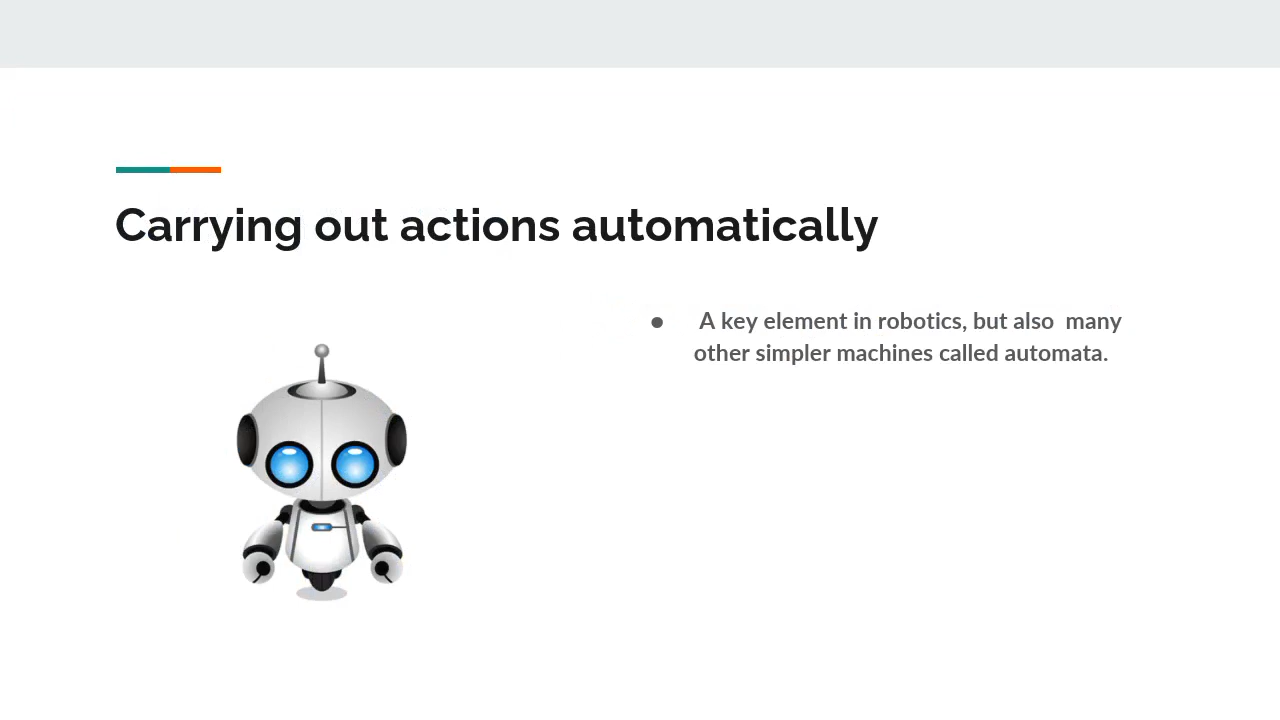 Carrying out actions automatically
● A key element in robotics, but also  many
other simpler machines called automata.